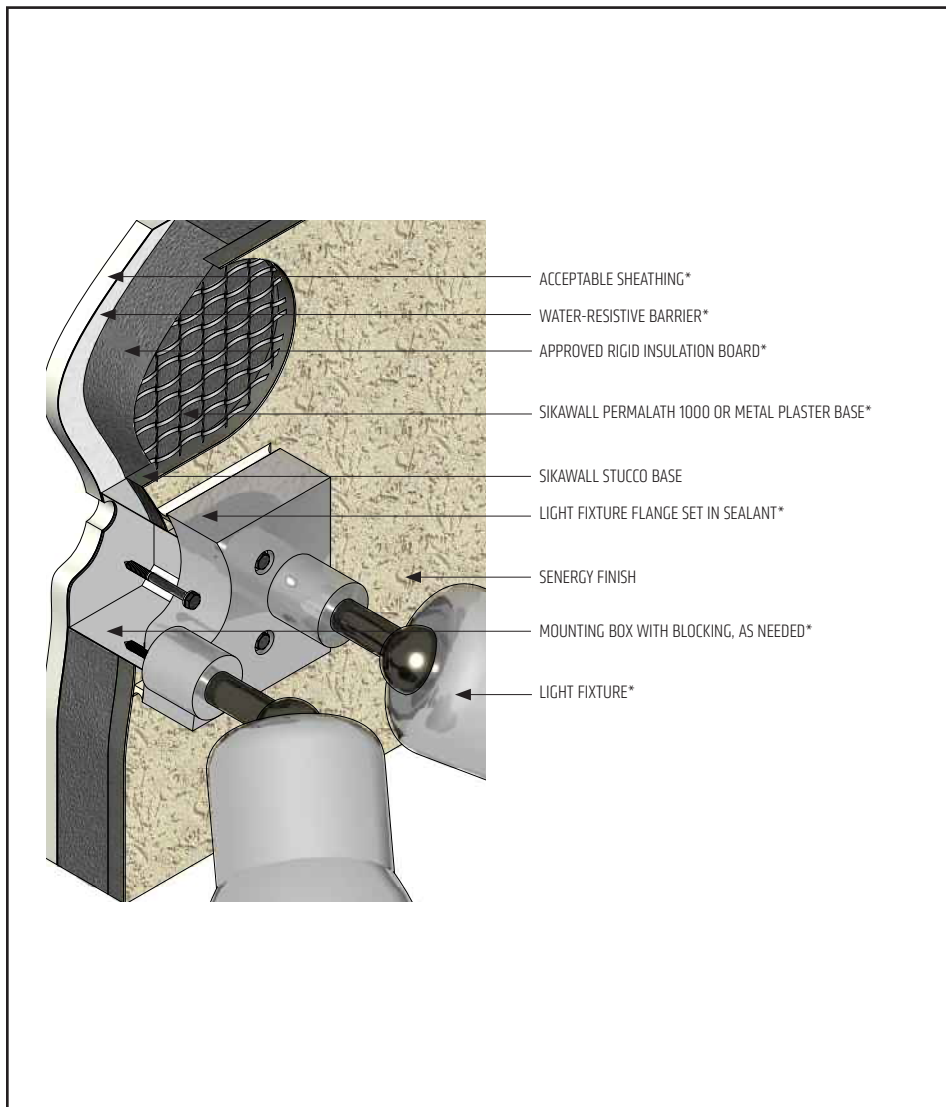 ACCEPTABLE SHEATHING*
WATER-RESISTIVE BARRIER*
APPROVED RIGID INSULATION BOARD*
SIKAWALL PERMALATH 1000 OR METAL PLASTER BASE*
SIKAWALL STUCCO BASE
LIGHT FIXTURE FLANGE SET IN SEALANT*
SENERGY FINISH
MOUNTING BOX WITH BLOCKING, AS NEEDED*
LIGHT FIXTURE*